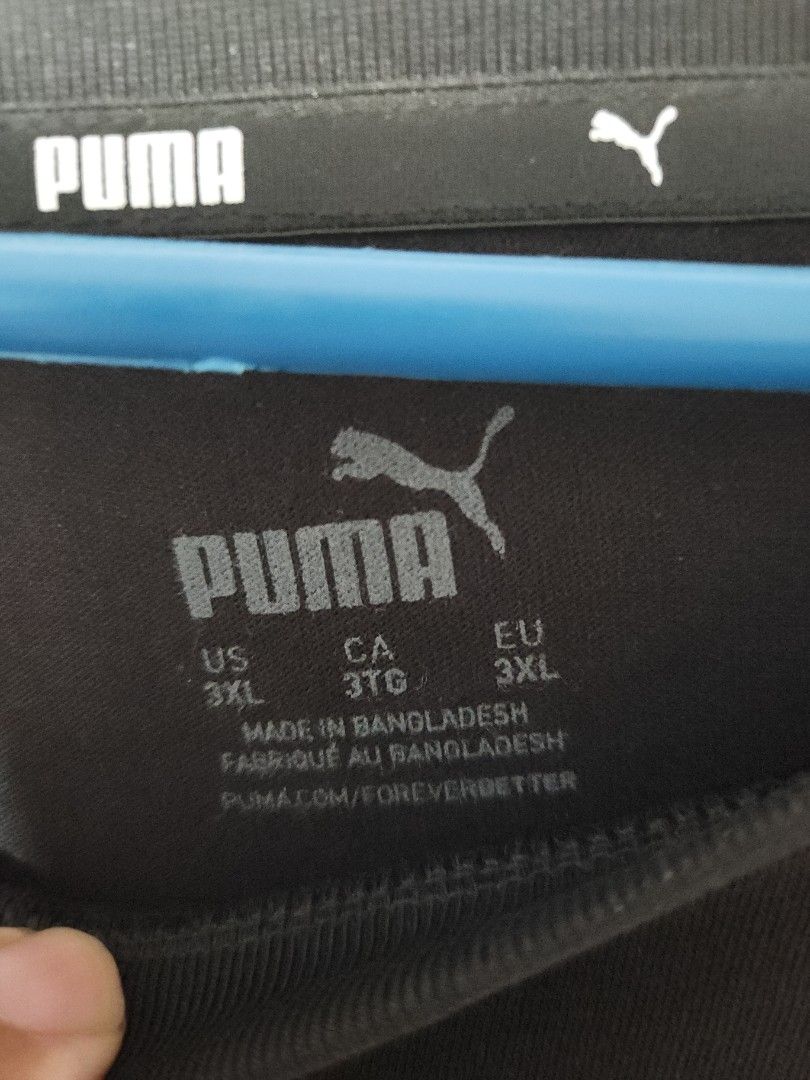 PUMA
PUMA
US CA EU
3XL 3TG 3XL
MADE IN BANGLADESH
FABRIQUÉ AU BANGLADESH
PUMA.COM/FOREVERBETTER